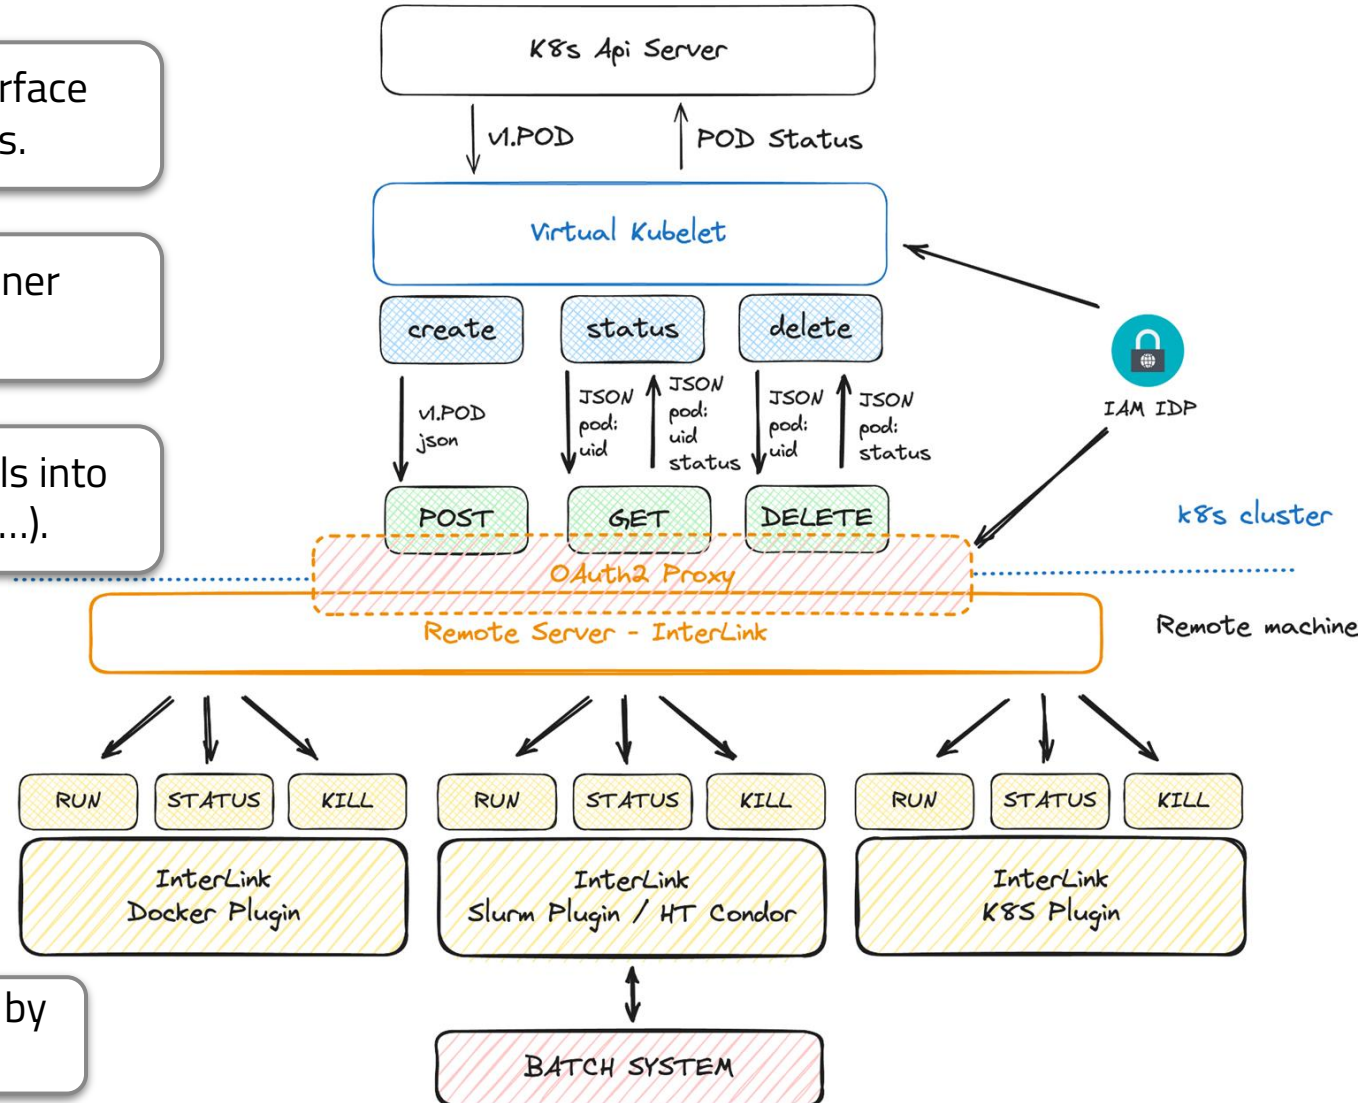 rface
s.
ner
ls into
...).
by
K8s Api Server
v1.POD
POD Status
Virtual Kubelet
create
status
delete
v1.POD
json
JSON
pod:
uid
JSON
pod:
uid
status
JSON
pod:
uid
JSON
pod:
status
IAM IDP
POST
GET
DELETE
k8s cluster
OAuth2 Proxy
Remote Server - InterLink
Remote machine
RUN
STATUS
KILL
RUN
STATUS
KILL
RUN
STATUS
KILL
InterLink
Docker Plugin
InterLink
Slurm Plugin / HT Condor
InterLink
K8S Plugin
BATCH SYSTEM